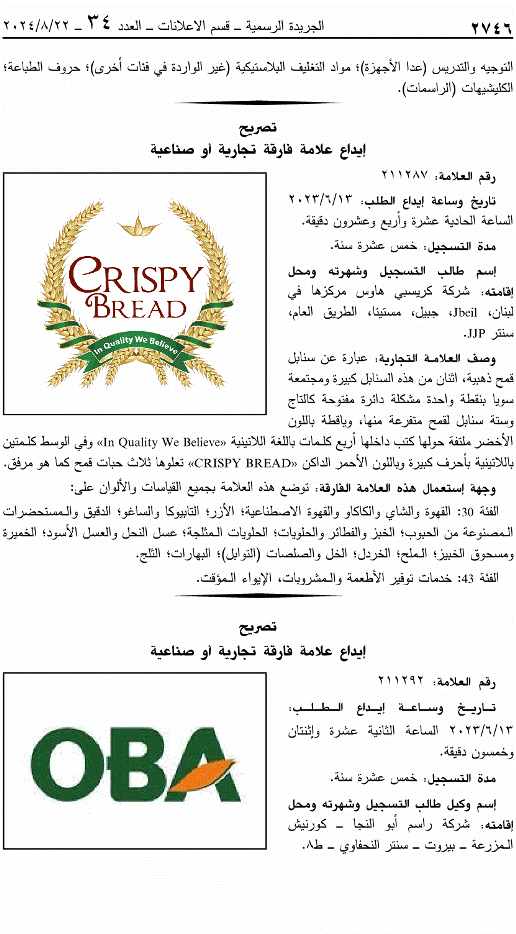 ٢٧٤٦ الجريدة الرسمية ـ قسم الاعلانات ـ العدد ٣٤ ـ ٢٠٢٤/٨/٢٢
التوجيه والتدريس (عدا الأجهزة)؛ مواد التغليف البلاستيكية (غير الواردة في فئات أخرى)؛ حروف الطباعة؛
الكليشيهات (الراسمات).
تصريح
إيداع علامة فارقة تجارية أو صناعية
رقم العلامة: ٢١١٢٨٧
تاريخ وساعة إيداع الطلب: ٢٠٢٣/٦/١٣
الساعة الحادية عشرة وأربع وعشرون دقيقة.
مدة التسجيل: خمس عشرة سنة.
إسم طالب التسجيل وشهرته ومحل
إقامته: شركة كريسبي هاوس مركزها في
لبنان، Jbeil، جبيل، مستيتا، الطريق العام،
سنتر JJP.
وصف العلامة التجارية: عبارة عن سنابل
قمح ذهبية، اثنان من هذه السنابل كبيرة ومجتمعة
سويا بنقطة واحدة مشكلة دائرة مفتوحة كالتاج
وستة سنابل لقمح متفرعة منها، وياقطة باللون
CRISPY
BREAD
In Quality We Believe
الأخضر ملتفة حولها كتب داخلها أربع كلمات باللغة اللاتينية «In Quality We Believe» وفي الوسط كلمتين
باللاتينية بأحرف كبيرة وباللون الأحمر الداكن «CRISPY BREAD» تعلوها ثلاث حبات قمح كما هو مرفق.
وجهة إستعمال هذه العلامة الفارقة: توضع هذه العلامة بجميع القياسات والألوان على:
الفئة 30: القهوة والشاي والكاكاو والقهوة الاصطناعية؛ الأزر؛ التابيوكا والساغو؛ الدقيق والمستحضرات
المصنوعة من الحبوب؛ الخبز والفطائر والحلويات؛ الحلويات المثلجة؛ عسل النحل والعسل الأسود؛ الخميرة
ومسحوق الخبيز؛ الملح؛ الخردل؛ الخل والصلصات (التوابل)؛ البهارات؛ الثلج.
الفئة 43: خدمات توفير الأطعمة والمشروبات، الإيواء المؤقت.
تصريح
إيداع علامة فارقة تجارية أو صناعية
رقم العلامة: ٢١١٢٩٢
تاريخ وساعة إيداع الطلب:
٢٠٢٣/٦/١٣ الساعة الثانية عشرة وإثنتان
وخمسون دقيقة.
مدة التسجيل: خمس عشرة سنة.
إسم وكيل طالب التسجيل وشهرته ومحل
إقامته: شركة راسم أبو النجا ـ كورنيش
المزرعة ـ بيروت ـ سنتر النحفاوي ـ ط٨.
OBA